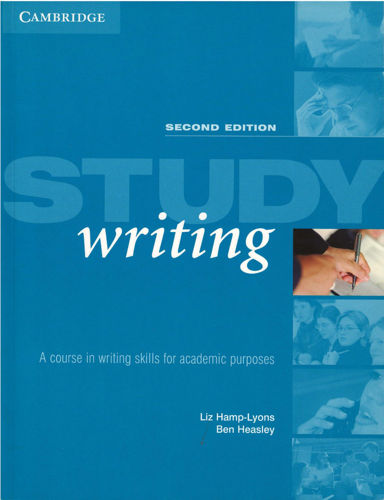 CAMBRIDGE
SECOND EDITION
STUDY
writing
A course in writing skills for academic purposes
Liz Hamp-Lyons
Ben Heasley